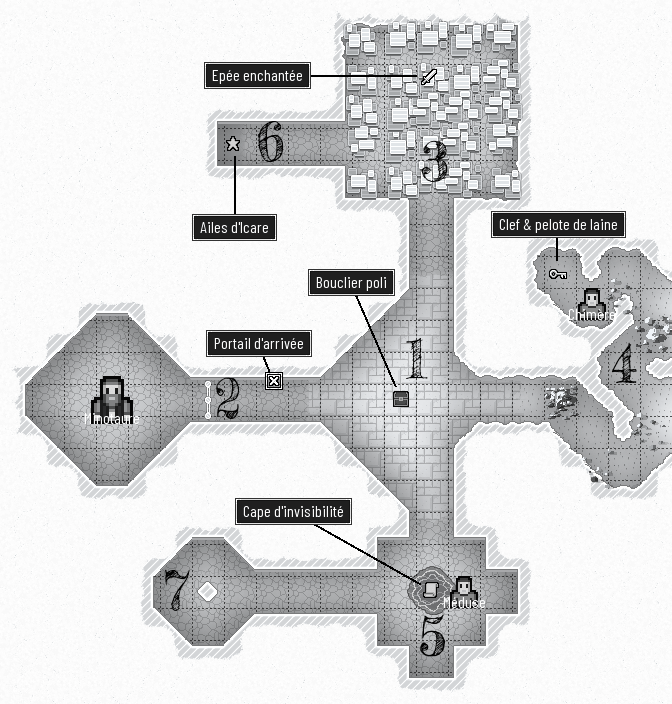 Epée enchantée
6
3
Ailes d'Icare
Clef & pelote de laine
Bouclier poli
Chimère
Portail d'arrivée
1
4
2
Minotaure
Cape d'invisibilité
7
Méduse
5